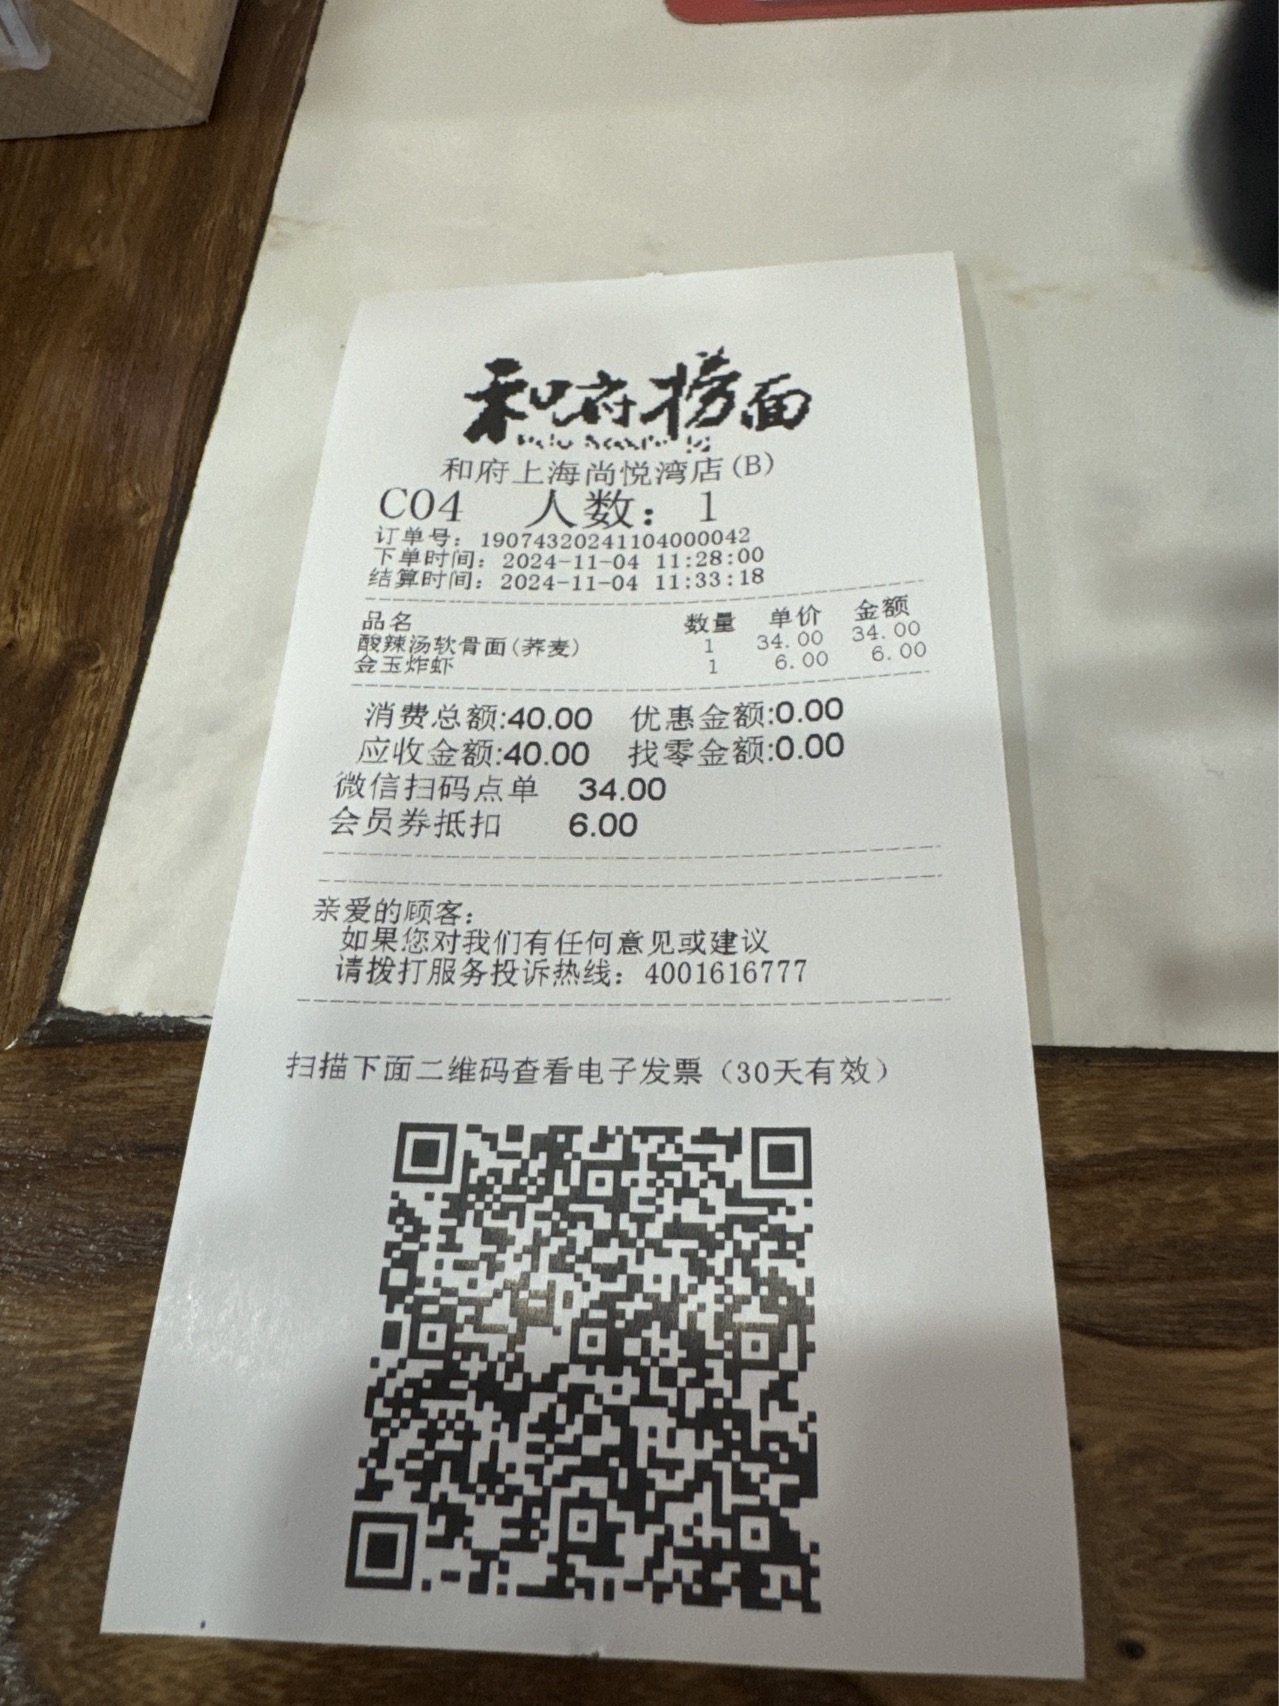 和府捞面
和府上海尚悦湾店(B)
C04 人数：1
订单号：19074320241104000042
下单时间：2024-11-04 11:28:00
结算时间：2024-11-04 11:33:18
品名 数量 单价 金额
酸辣汤软骨面(荞麦) 1 34.00 34.00
金玉炸虾 1 6.00 6.00
消费总额:40.00 优惠金额:0.00
应收金额:40.00 找零金额:0.00
微信扫码点单 34.00
会员券抵扣 6.00
亲爱的顾客：
如果您对我们有任何意见或建议
请拨打服务投诉热线：4001616777
扫描下面二维码查看电子发票（30天有效）